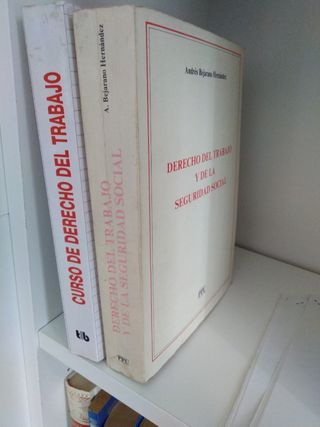 CURSO DE DERECHO DEL TRABAJO
A. Bejarano Hernández
DERECHO DEL TRABAJO
Y DE LA SEGURIDAD SOCIAL
PPU
Andrés Bejarano Hernández
DERECHO DEL TRABAJO
Y DE LA
SEGURIDAD SOCIAL
PPU